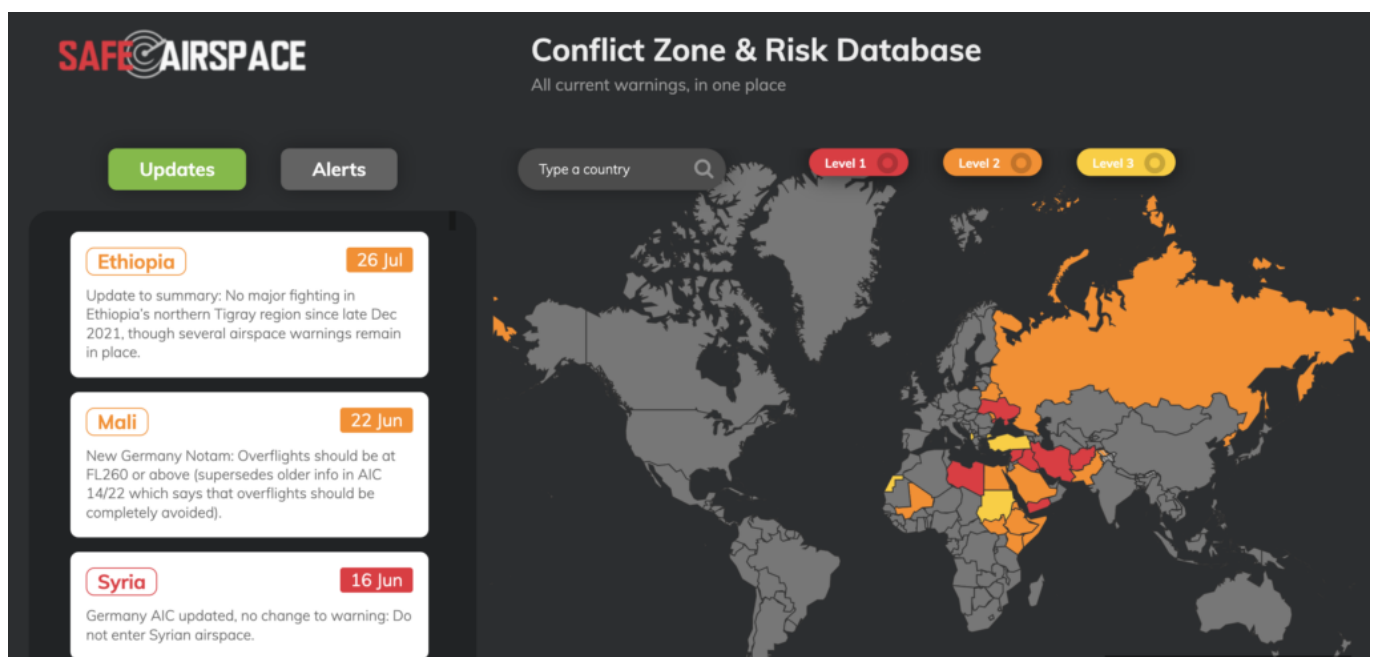 SAFE AIRSPACE
Conflict Zone & Risk Database
All current warnings, in one place
Updates
Alerts
Type a country
Level 1
Level 2
Level 3
Ethiopia
26 Jul
Update to summary: No major fighting in
Ethiopia's northern Tigray region since late Dec
2021, though several airspace warnings remain
in place.
Mali
22 Jun
New Germany Notam: Overflights should be at
FL260 or above (supersedes older info in AIC
14/22 which says that overflights should be
completely avoided).
Syria
16 Jun
Germany AIC updated, no change to warning: Do
not enter Syrian airspace.